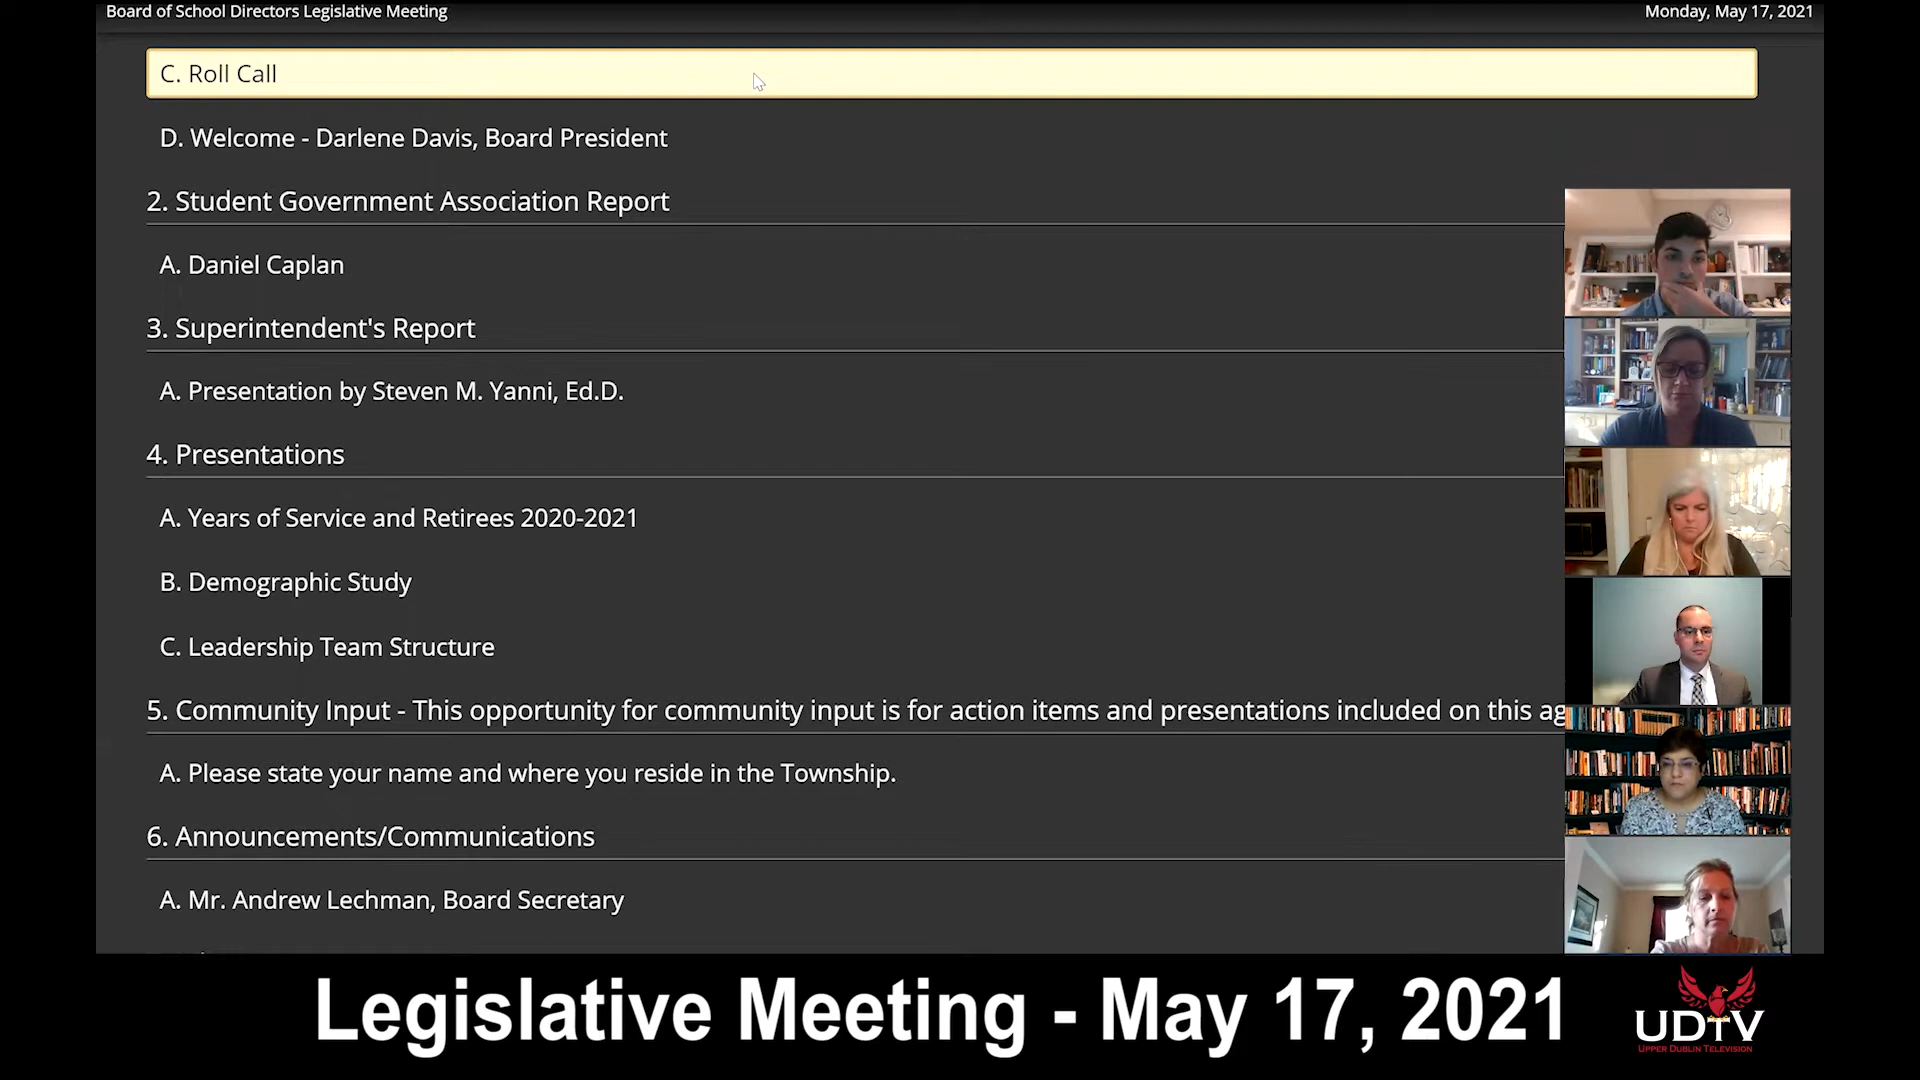 Board of School Directors Legislative Meeting
Monday, May 17, 2021
C. Roll Call
D. Welcome - Darlene Davis, Board President
2. Student Government Association Report
A. Daniel Caplan
3. Superintendent's Report
A. Presentation by Steven M. Yanni, Ed.D.
4. Presentations
A. Years of Service and Retirees 2020-2021
B. Demographic Study
C. Leadership Team Structure
5. Community Input - This opportunity for community input is for action items and presentations included on this ag
A. Please state your name and where you reside in the Township.
6. Announcements/Communications
A. Mr. Andrew Lechman, Board Secretary
Legislative Meeting - May 17, 2021
UDTV
UPPER DUBLIN TELEVISION